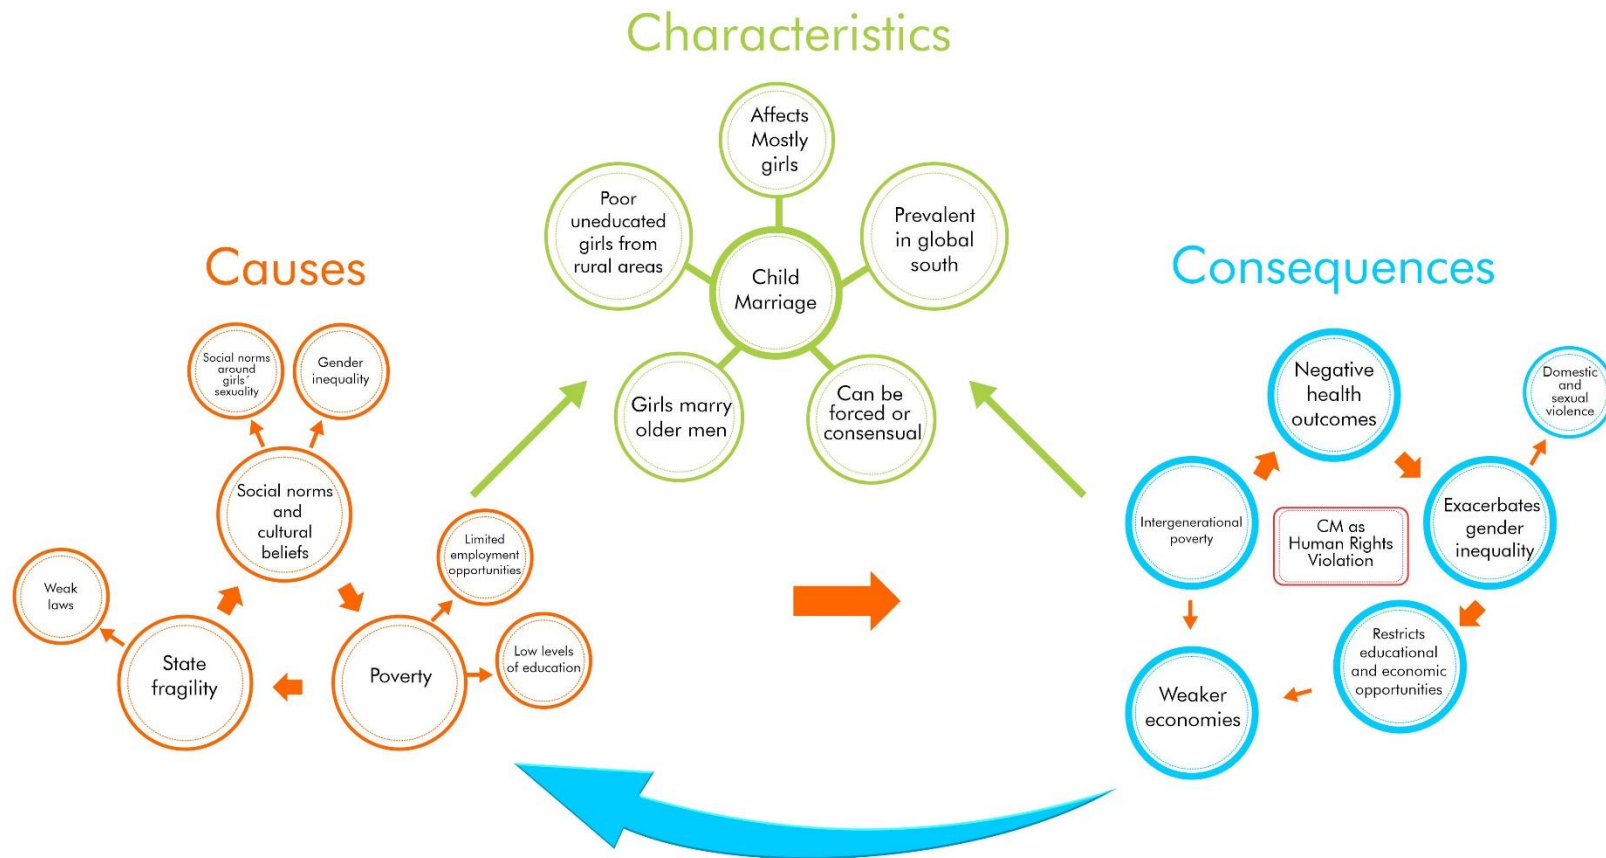 Characteristics
Affects
Mostly
girls
Poor
uneducated
girls from
rural areas
Prevalent
in global
south
Child
Marriage
Girls marry
older men
Can be
forced or
consensual
Causes
Social norms
around
girls´
sexuality
Gender
inequality
Social norms
and
cultural
beliefs
Weak
laws
State
fragility
Poverty
Limited
employment
opportunities
Low levels
of education
Consequences
Negative
health
outcomes
Domestic
and
sexual
violence
Intergenerational
poverty
CM as
Human Rights
Violation
Exacerbates
gender
inequality
Restricts
educational
and economic
opportunities
Weaker
economies